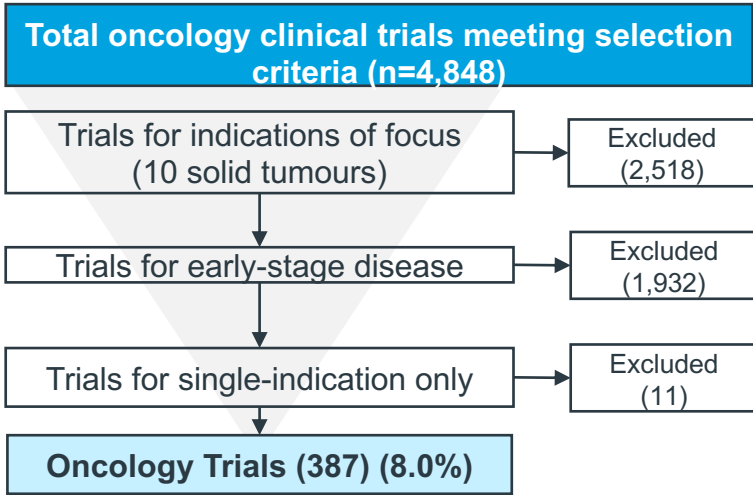 Total oncology clinical trials meeting selection
criteria (n=4,848)
Trials for indications of focus
(10 solid tumours)
Excluded
(2,518)
Trials for early-stage disease
Excluded
(1,932)
Trials for single-indication only
Excluded
(11)
Oncology Trials (387) (8.0%)